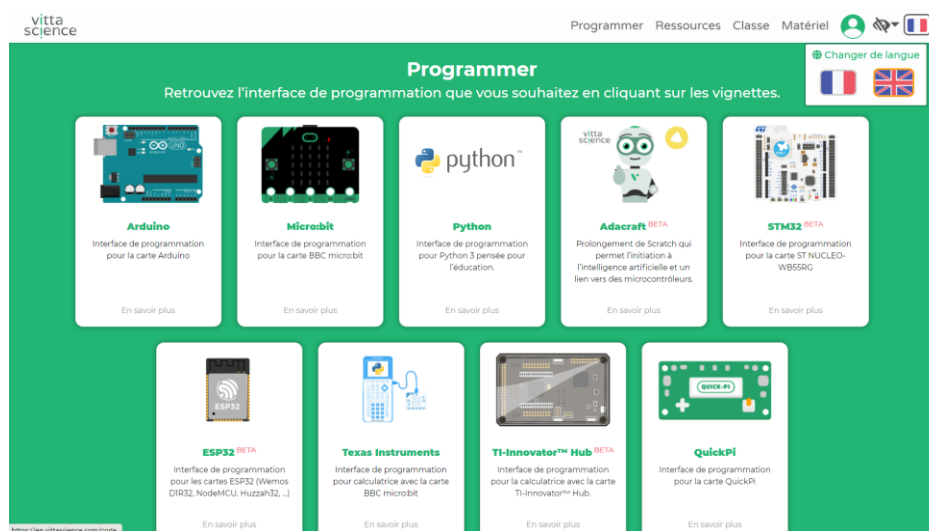 vitta
science
Programmer Ressources Classe Matériel
Changer de langue
Programmer
Retrouvez l'interface de programmation que vous souhaitez en cliquant sur les vignettes.
UNO
python™
vitta
science
Arduino
Interface de programmation
pour la carte Arduino
En savoir plus
Micro:bit
Interface de programmation
pour la carte BBC micro:bit
En savoir plus
Python
Interface de programmation
pour Python 3 pensée pour
l'éducation.
En savoir plus
Adacraft BETA
Prolongement de Scratch qui
permet l'initiation à
l'intelligence artificielle et un
lien vers des microcontrôleurs.
En savoir plus
STM32 BETA
Interface de programmation
pour la carte ST NUCLEO-
WB55RG
En savoir plus
ESP32
ESP32 BETA
Interface de programmation
pour les cartes ESP32 (Wemos
D1R32, NodeMCU, Huzzah32, ...)
En savoir plus
Texas Instruments
Interface de programmation
pour calculatrice avec la carte
BBC micro:bit
En savoir plus
TI-Innovator™ Hub BETA
Interface de programmation
pour la calculatrice avec la carte
TI-Innovator™ Hub.
En savoir plus
QUICK-PI
QuickPi
Interface de programmation
pour la carte QuickPi
En savoir plus
https://en.vittascience.com/code